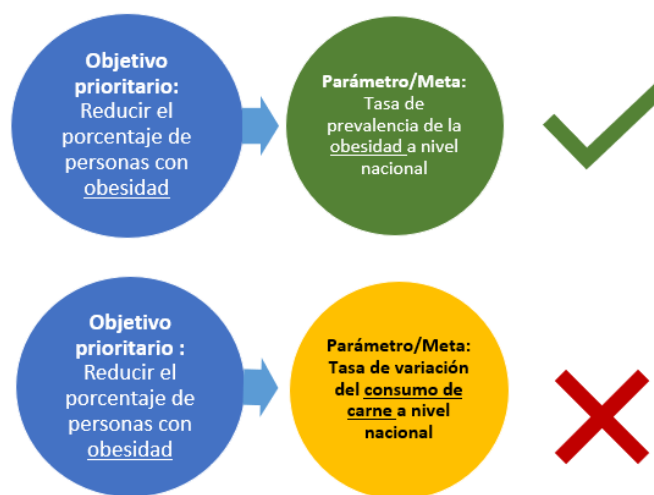 Objetivo
prioritario:
Reducir el
porcentaje de
personas con
obesidad
Parámetro/Meta:
Tasa de
prevalencia de la
obesidad a nivel
nacional
Objetivo
prioritario :
Reducir el
porcentaje de
personas con
obesidad
Parámetro/Meta:
Tasa de variación
del consumo de
carne a nivel
nacional